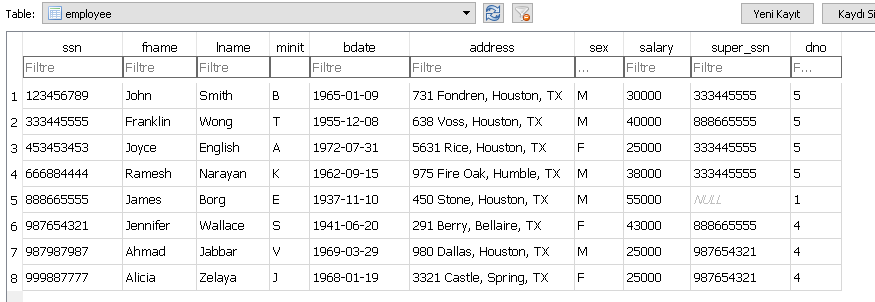 Table: employee Yeni Kayıt Kaydı Si
ssn fname lname minit bdate address sex salary super_ssn dno
Filtre Filtre Filtre Filtre Filtre ... Filtre Filtre F...
1 123456789 John Smith B 1965-01-09 731 Fondren, Houston, TX M 30000 333445555 5
2 333445555 Franklin Wong T 1955-12-08 638 Voss, Houston, TX M 40000 888665555 5
3 453453453 Joyce English A 1972-07-31 5631 Rice, Houston, TX F 25000 333445555 5
4 666884444 Ramesh Narayan K 1962-09-15 975 Fire Oak, Humble, TX M 38000 333445555 5
5 888665555 James Borg E 1937-11-10 450 Stone, Houston, TX M 55000 NULL 1
6 987654321 Jennifer Wallace S 1941-06-20 291 Berry, Bellaire, TX F 43000 888665555 4
7 987987987 Ahmad Jabbar V 1969-03-29 980 Dallas, Houston, TX M 25000 987654321 4
8 999887777 Alicia Zelaya J 1968-01-19 3321 Castle, Spring, TX F 25000 987654321 4